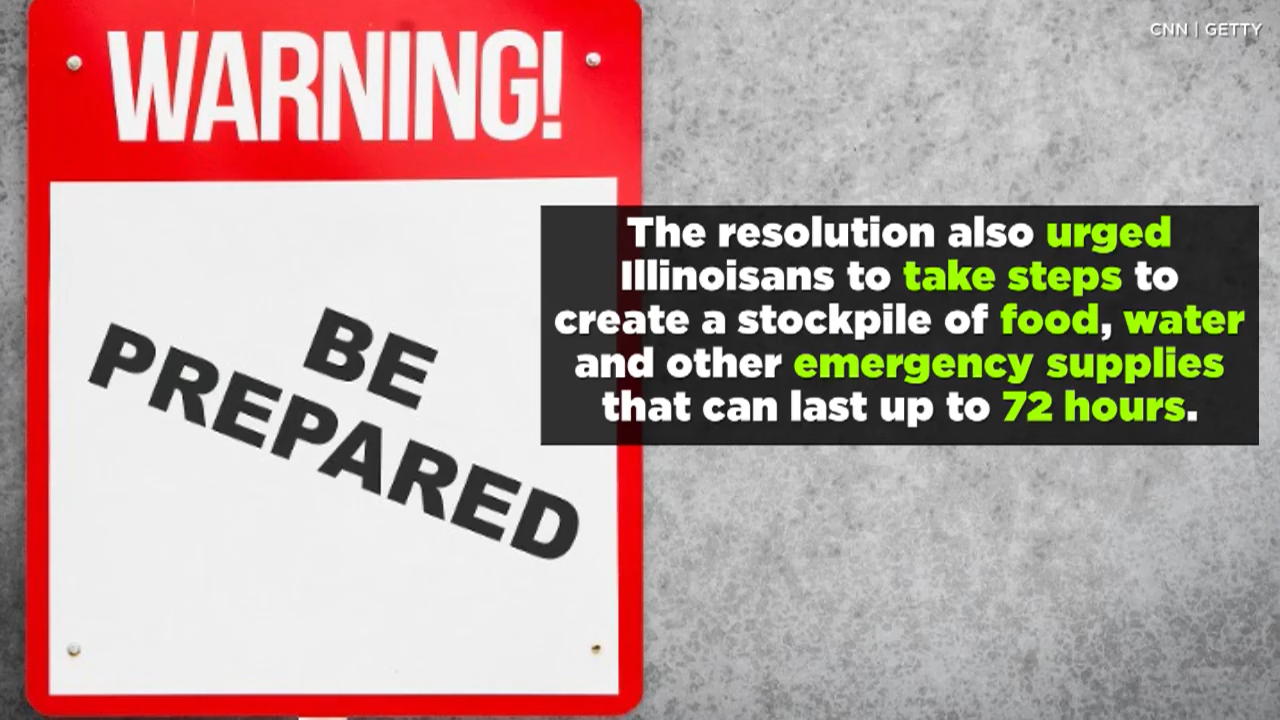 CNN | GETTY
WARNING!
BE
PREPARED
The resolution also urged
Illinoisans to take steps to
create a stockpile of food, water
and other emergency supplies
that can last up to 72 hours.